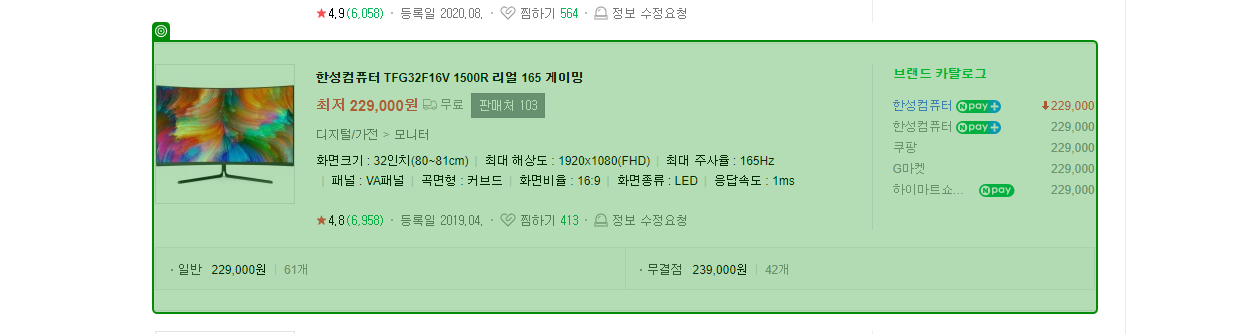 ★4.9(6,058) · 등록일 2020.08. · 찜하기 564 · 정보 수정요청
한성컴퓨터 TFG32F16V 1500R 리얼 165 게이밍
최저 229,000원 무료 판매처 103
디지털/가전 > 모니터
화면크기 : 32인치(80~81cm) | 최대 해상도 : 1920x1080(FHD) | 최대 주사율 : 165Hz
| 패널 : VA패널 | 곡면형 : 커브드 | 화면비율 : 16:9 | 화면종류 : LED | 응답속도 : 1ms
★4.8(6,958) · 등록일 2019.04. · 찜하기 413 · 정보 수정요청
브랜드 카탈로그
한성컴퓨터 N pay+ 229,000
한성컴퓨터 N pay+ 229,000
쿠팡 229,000
G마켓 229,000
하이마트쇼... N pay 229,000
· 일반 229,000원 | 61개
· 무결점 239,000원 | 42개